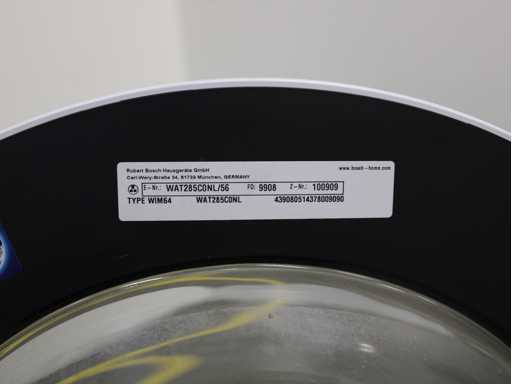 Robert Bosch Hausgeräte GmbH www.bosch-home.com
Carl-Wery-Straße 34, 81739 München, GERMANY
E-Nr.: WAT285C0NL/56 FD: 9908 Z-Nr.: 100909
TYPE WIM64 WAT285C0NL 439080514378009090